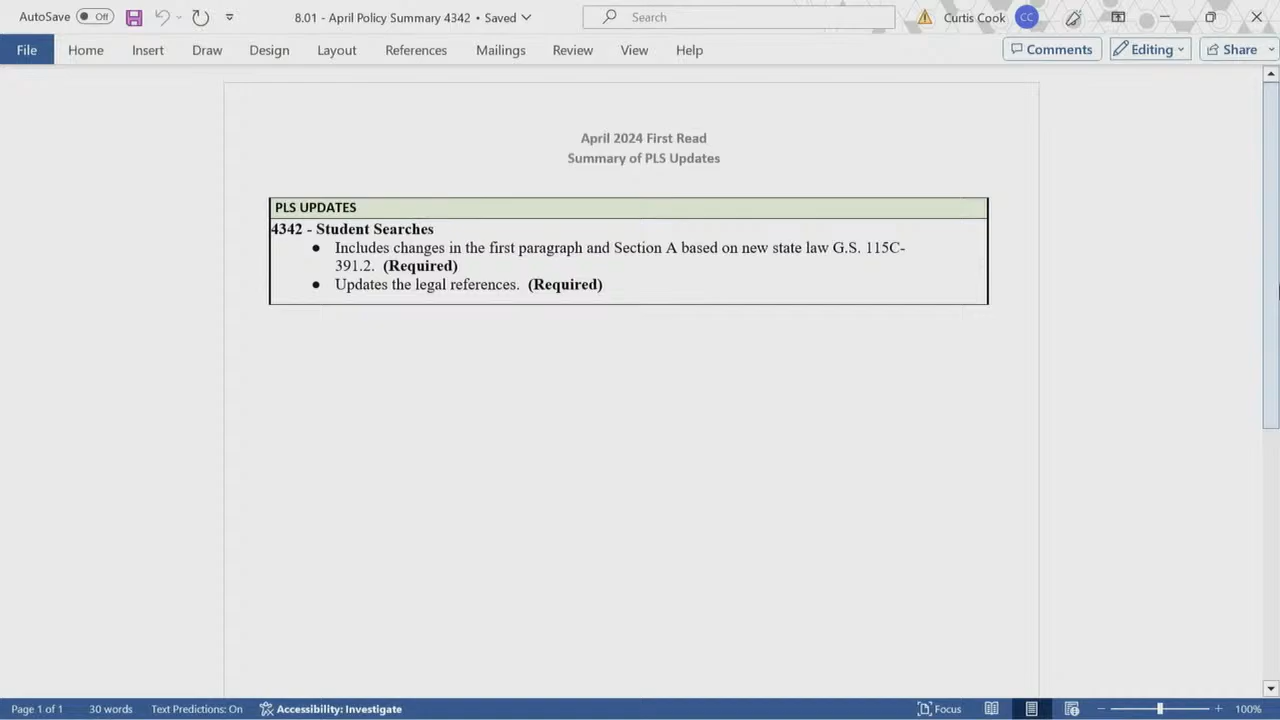 AutoSave Off 8.01 - April Policy Summary 4342 • Saved Search Curtis Cook CC
File Home Insert Draw Design Layout References Mailings Review View Help Comments Editing Share
April 2024 First Read
Summary of PLS Updates
PLS UPDATES
4342 - Student Searches
● Includes changes in the first paragraph and Section A based on new state law G.S. 115C-
391.2. (Required)
● Updates the legal references. (Required)
Page 1 of 1 30 words Text Predictions: On Accessibility: Investigate Focus 100%